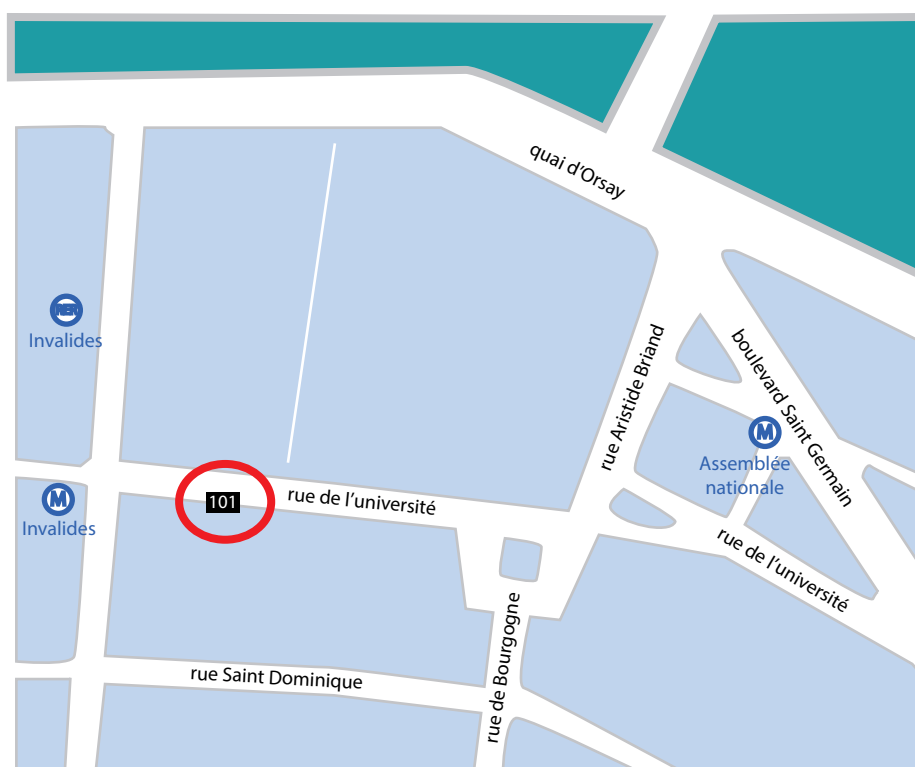 quai d'Orsay
RER
Invalides
rue Aristide Briand
boulevard Saint Germain
M
Assemblée
nationale
M
Invalides
101
rue de l'université
rue de l'université
rue de Bourgogne
rue Saint Dominique